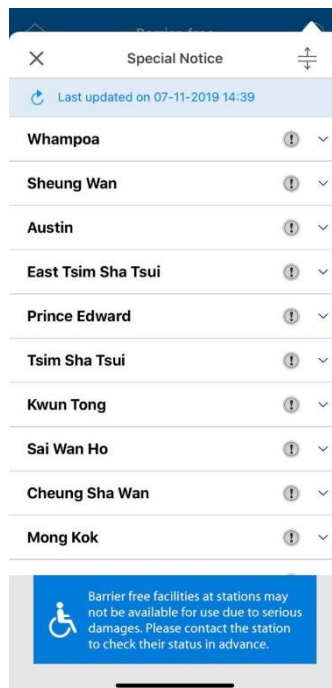 Barrier-free
Special Notice
Last updated on 07-11-2019 14:39
Whampoa
Sheung Wan
Austin
East Tsim Sha Tsui
Prince Edward
Tsim Sha Tsui
Kwun Tong
Sai Wan Ho
Cheung Sha Wan
Mong Kok
Barrier free facilities at stations may
not be available for use due to serious
damages. Please contact the station
to check their status in advance.